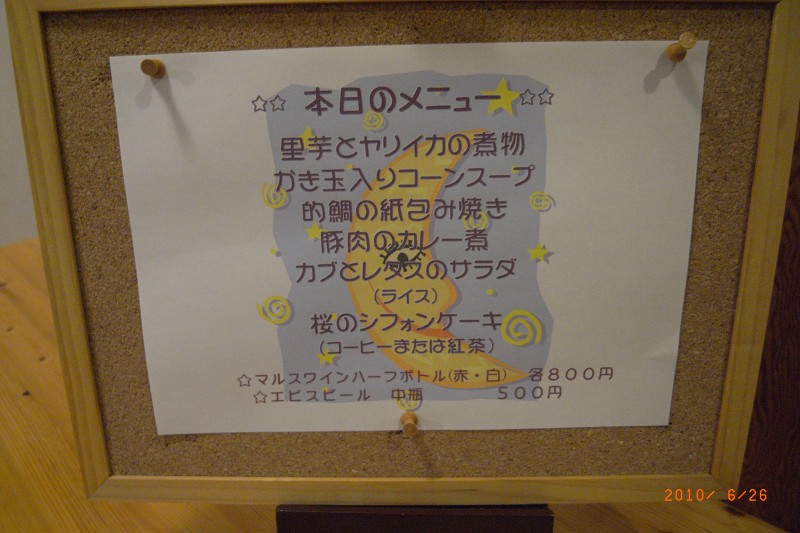 ☆☆ 本日のメニュー ☆☆
里芋とヤリイカの煮物
かき玉入りコーンスープ
的鯛の紙包み焼き
豚肉のカレー煮
カブとレタスのサラダ
(ライス)
桜のシフォンケーキ
(コーヒーまたは紅茶)
☆マルスワインハーフボトル(赤・白) 各800円
☆エビスビール 中瓶 500円
2010/ 6/26